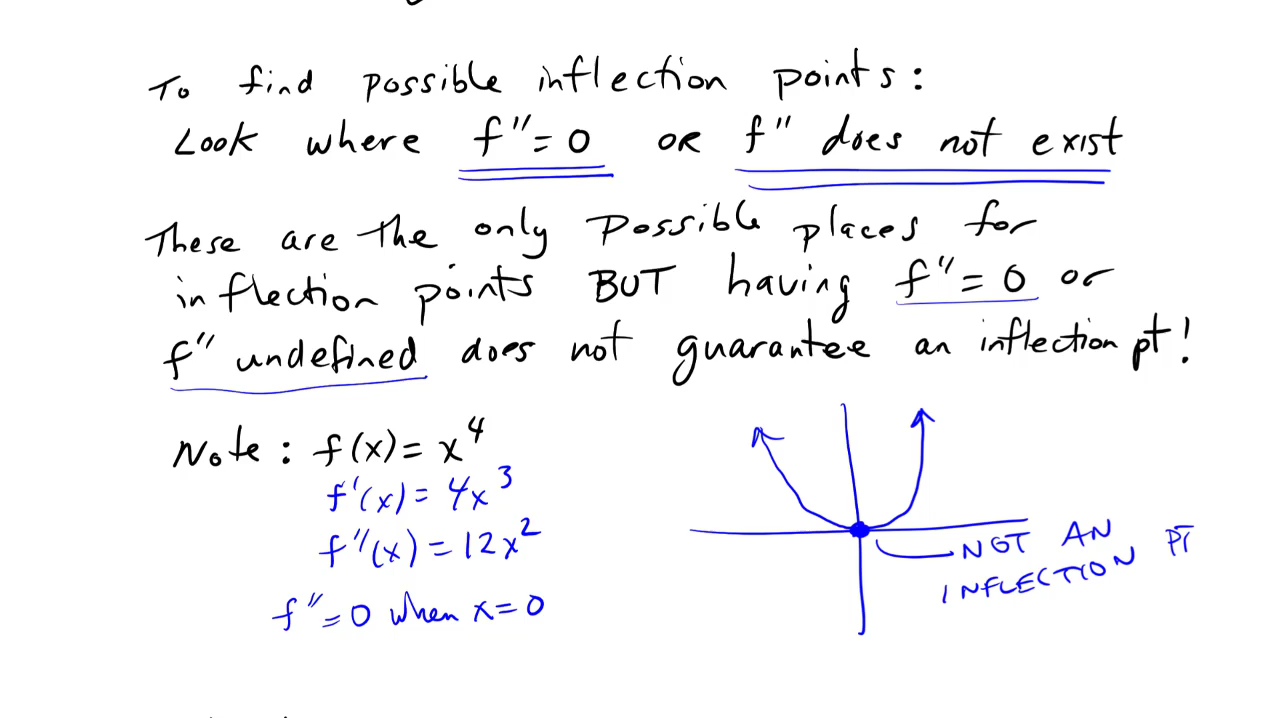 To find possible inflection points:
Look where f''=0 or f'' does not exist
These are the only possible places for
inflection points BUT having f''=0 or
f'' undefined does not guarantee an inflection pt!
Note: f(x)=x⁴
f'(x)=4x³
f''(x)=12x²
f''=0 when x=0
NOT AN
INFLECTION PT